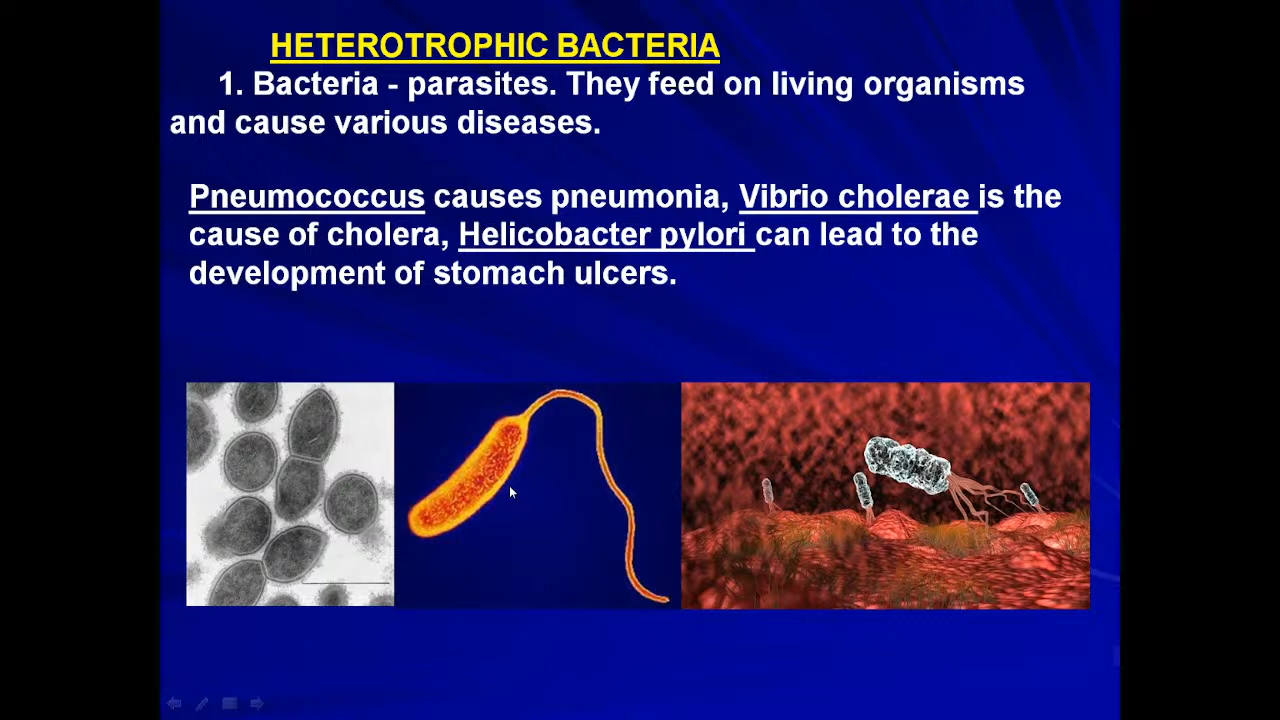 HETEROTROPHIC BACTERIA
1. Bacteria - parasites. They feed on living organisms
and cause various diseases.
Pneumococcus causes pneumonia, Vibrio cholerae is the
cause of cholera, Helicobacter pylori can lead to the
development of stomach ulcers.